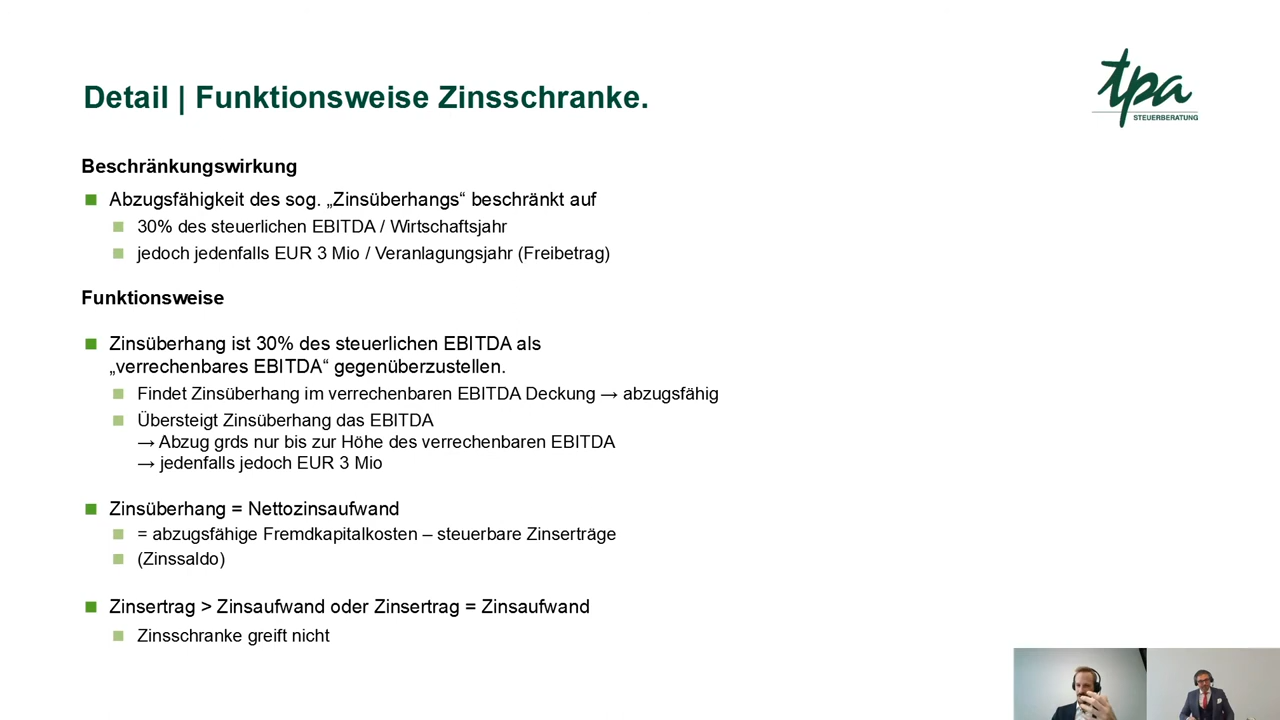 Detail | Funktionsweise Zinsschranke.
tpa
STEUERBERATUNG
Beschränkungswirkung
Abzugsfähigkeit des sog. „Zinsüberhangs“ beschränkt auf
30% des steuerlichen EBITDA / Wirtschaftsjahr
jedoch jedenfalls EUR 3 Mio / Veranlagungsjahr (Freibetrag)
Funktionsweise
Zinsüberhang ist 30% des steuerlichen EBITDA als
„verrechenbares EBITDA“ gegenüberzustellen.
Findet Zinsüberhang im verrechenbaren EBITDA Deckung → abzugsfähig
Übersteigt Zinsüberhang das EBITDA
→ Abzug grds nur bis zur Höhe des verrechenbaren EBITDA
→ jedenfalls jedoch EUR 3 Mio
Zinsüberhang = Nettozinsaufwand
= abzugsfähige Fremdkapitalkosten – steuerbare Zinserträge
(Zinssaldo)
Zinsertrag > Zinsaufwand oder Zinsertrag = Zinsaufwand
Zinsschranke greift nicht